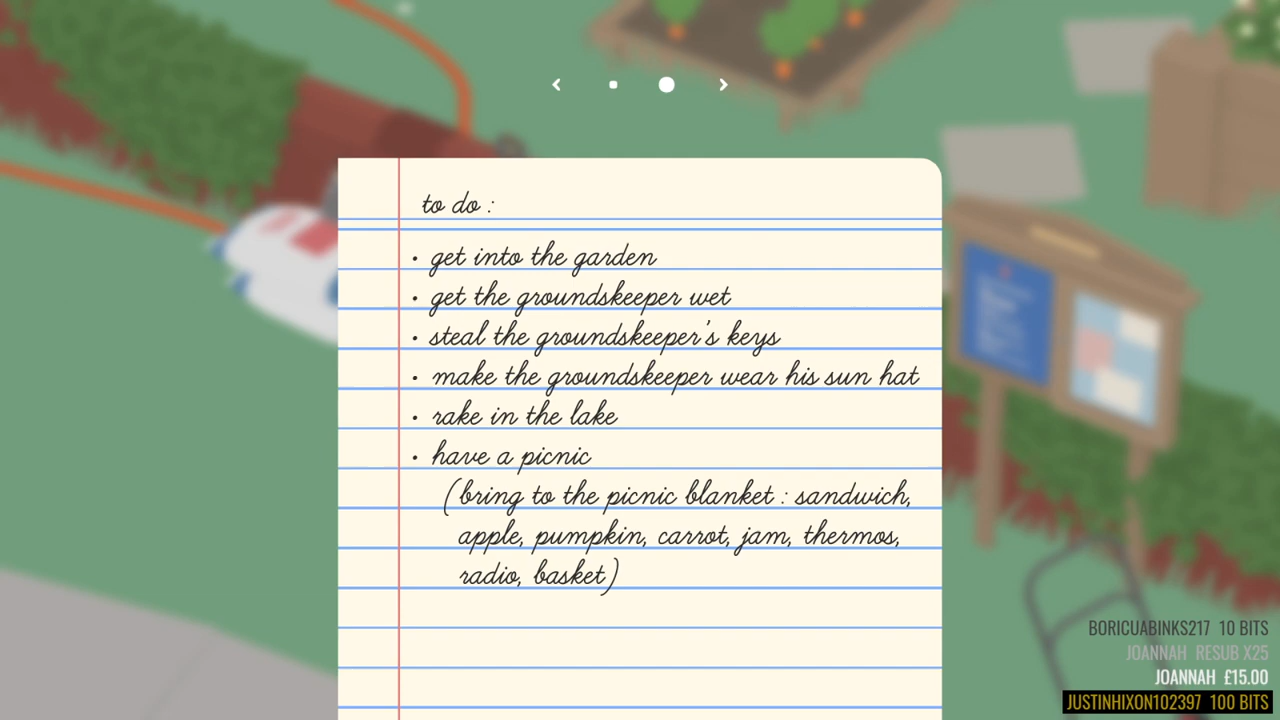 to do :
• get into the garden
• get the groundskeeper wet
• steal the groundskeeper's keys
• make the groundskeeper wear his sun hat
• rake in the lake
• have a picnic
(bring to the picnic blanket : sandwich,
apple, pumpkin, carrot, jam, thermos,
radio, basket)
BORICUABINKS217 10 BITS
JOANNAH RESUB X25
JOANNAH £15.00
JUSTINHIXON102397 100 BITS